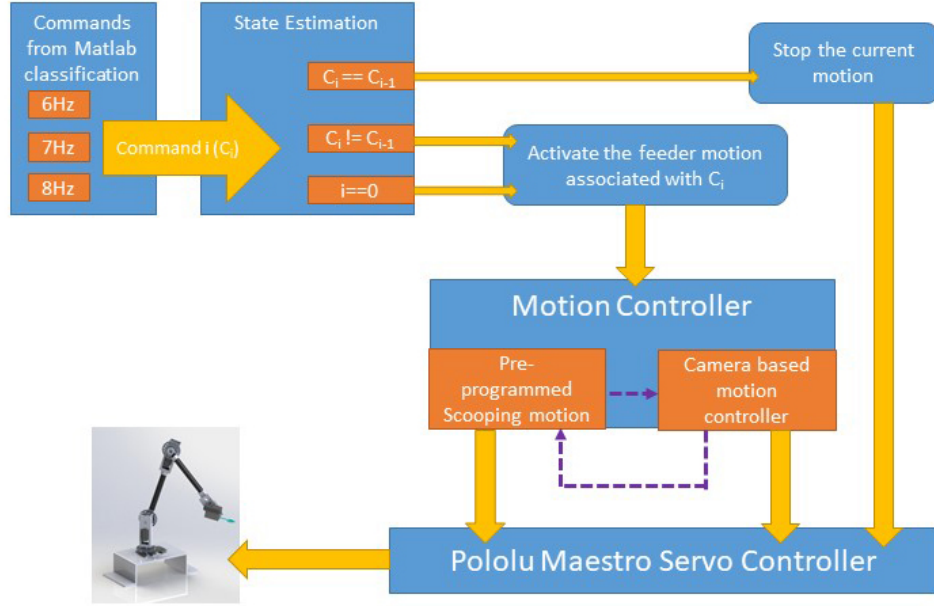 Commands
from Matlab
classification
6Hz
7Hz
8Hz
Command i (Ci)
State Estimation
Ci == Ci-1
Ci != Ci-1
i==0
Stop the current
motion
Activate the feeder motion
associated with Ci
Motion Controller
Pre-
programmed
Scooping motion
Camera based
motion
controller
Pololu Maestro Servo Controller